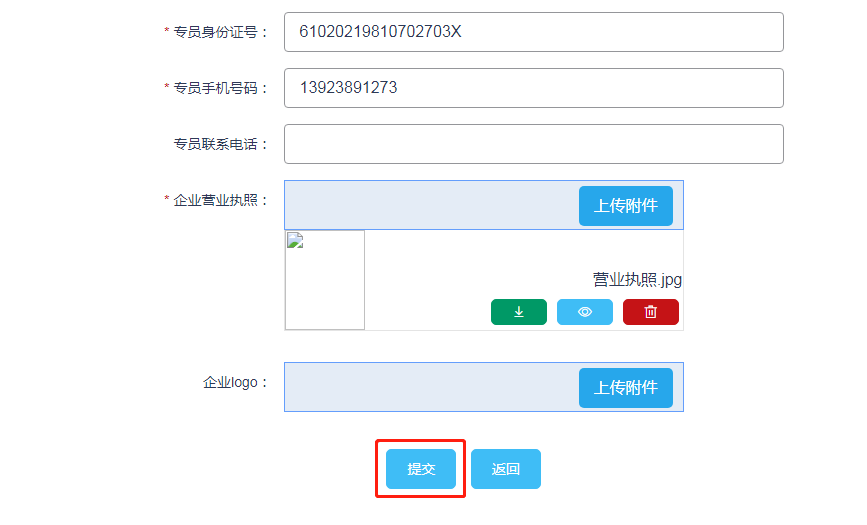 * 专员身份证号： 61020219810702703X
* 专员手机号码： 13923891273
专员联系电话：
* 企业营业执照： 上传附件
营业执照.jpg
企业logo： 上传附件
提交 返回